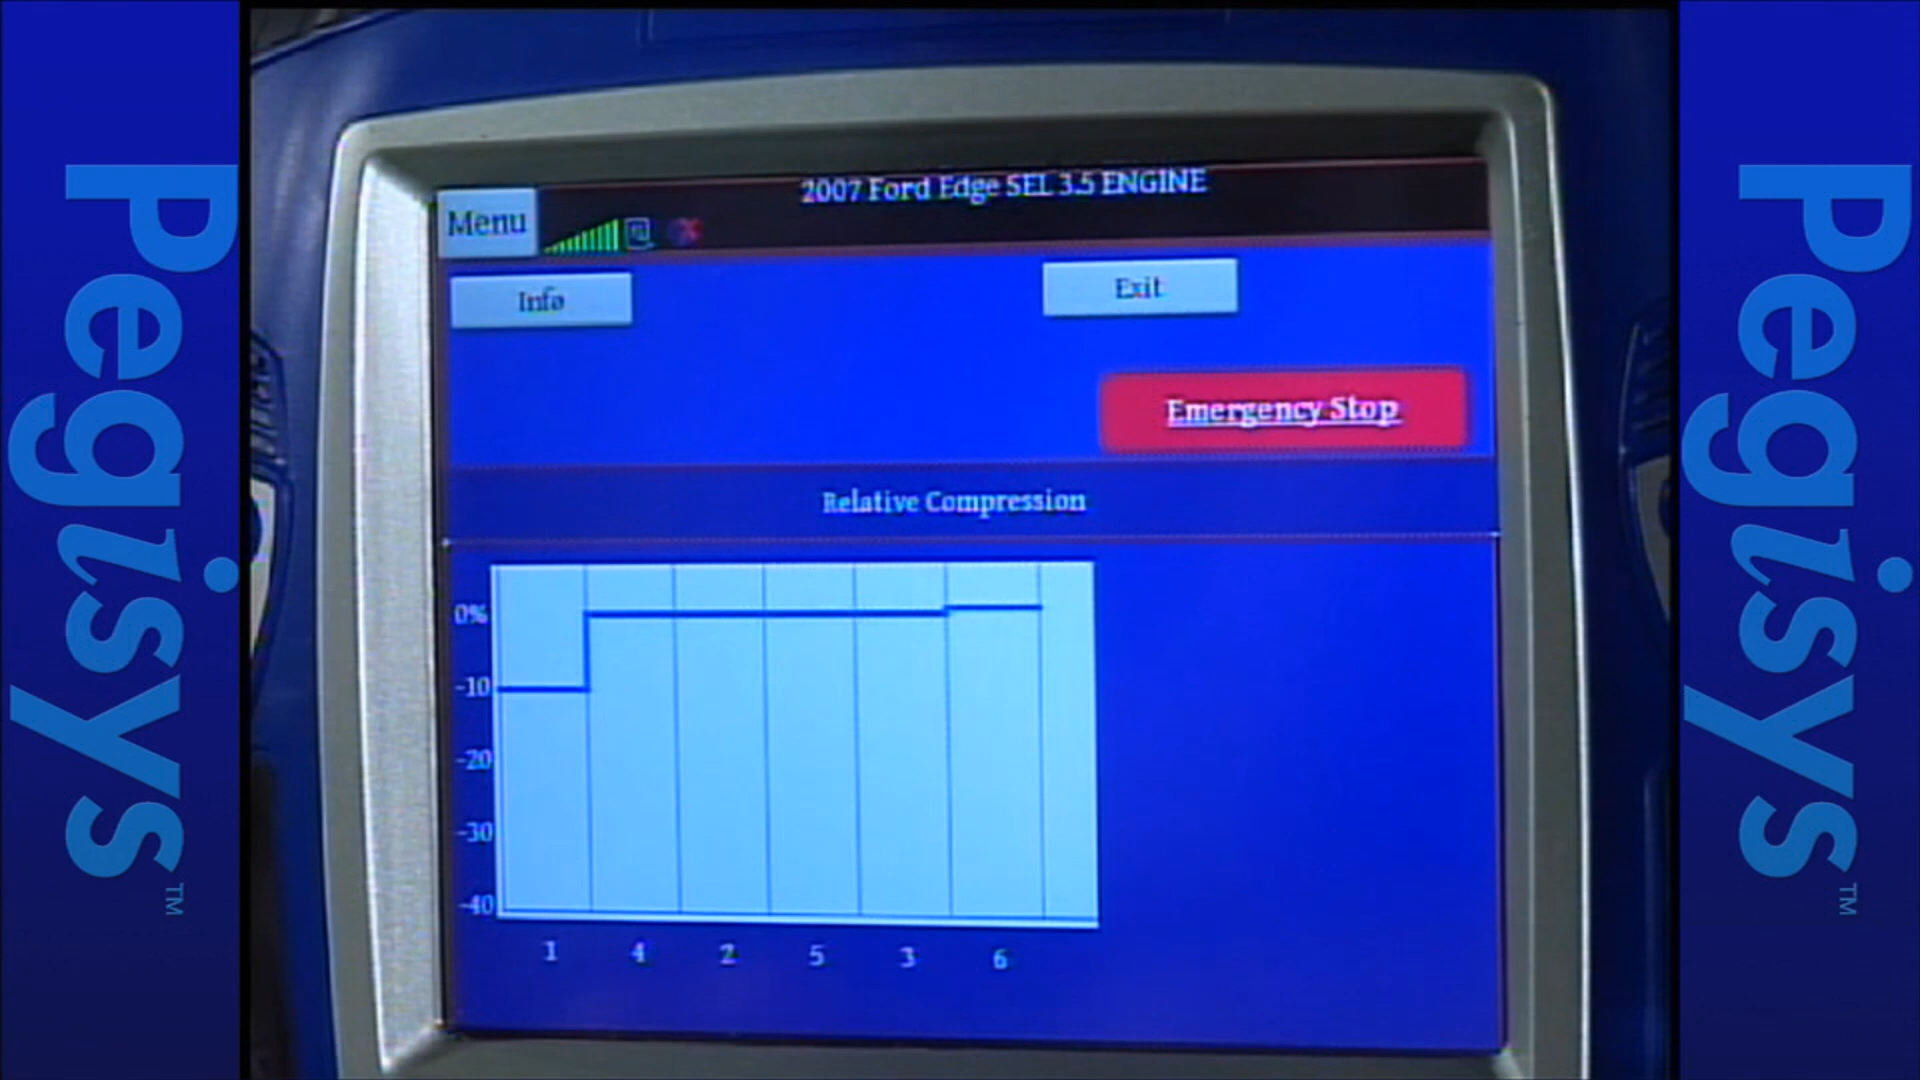 Pegisys™
2007 Ford Edge SEL 3.5 ENGINE
Menu
Info
Exit
Emergency Stop
Relative Compression
0%
-10
-20
-30
-40
1 4 2 5 3 6
Pegisys™